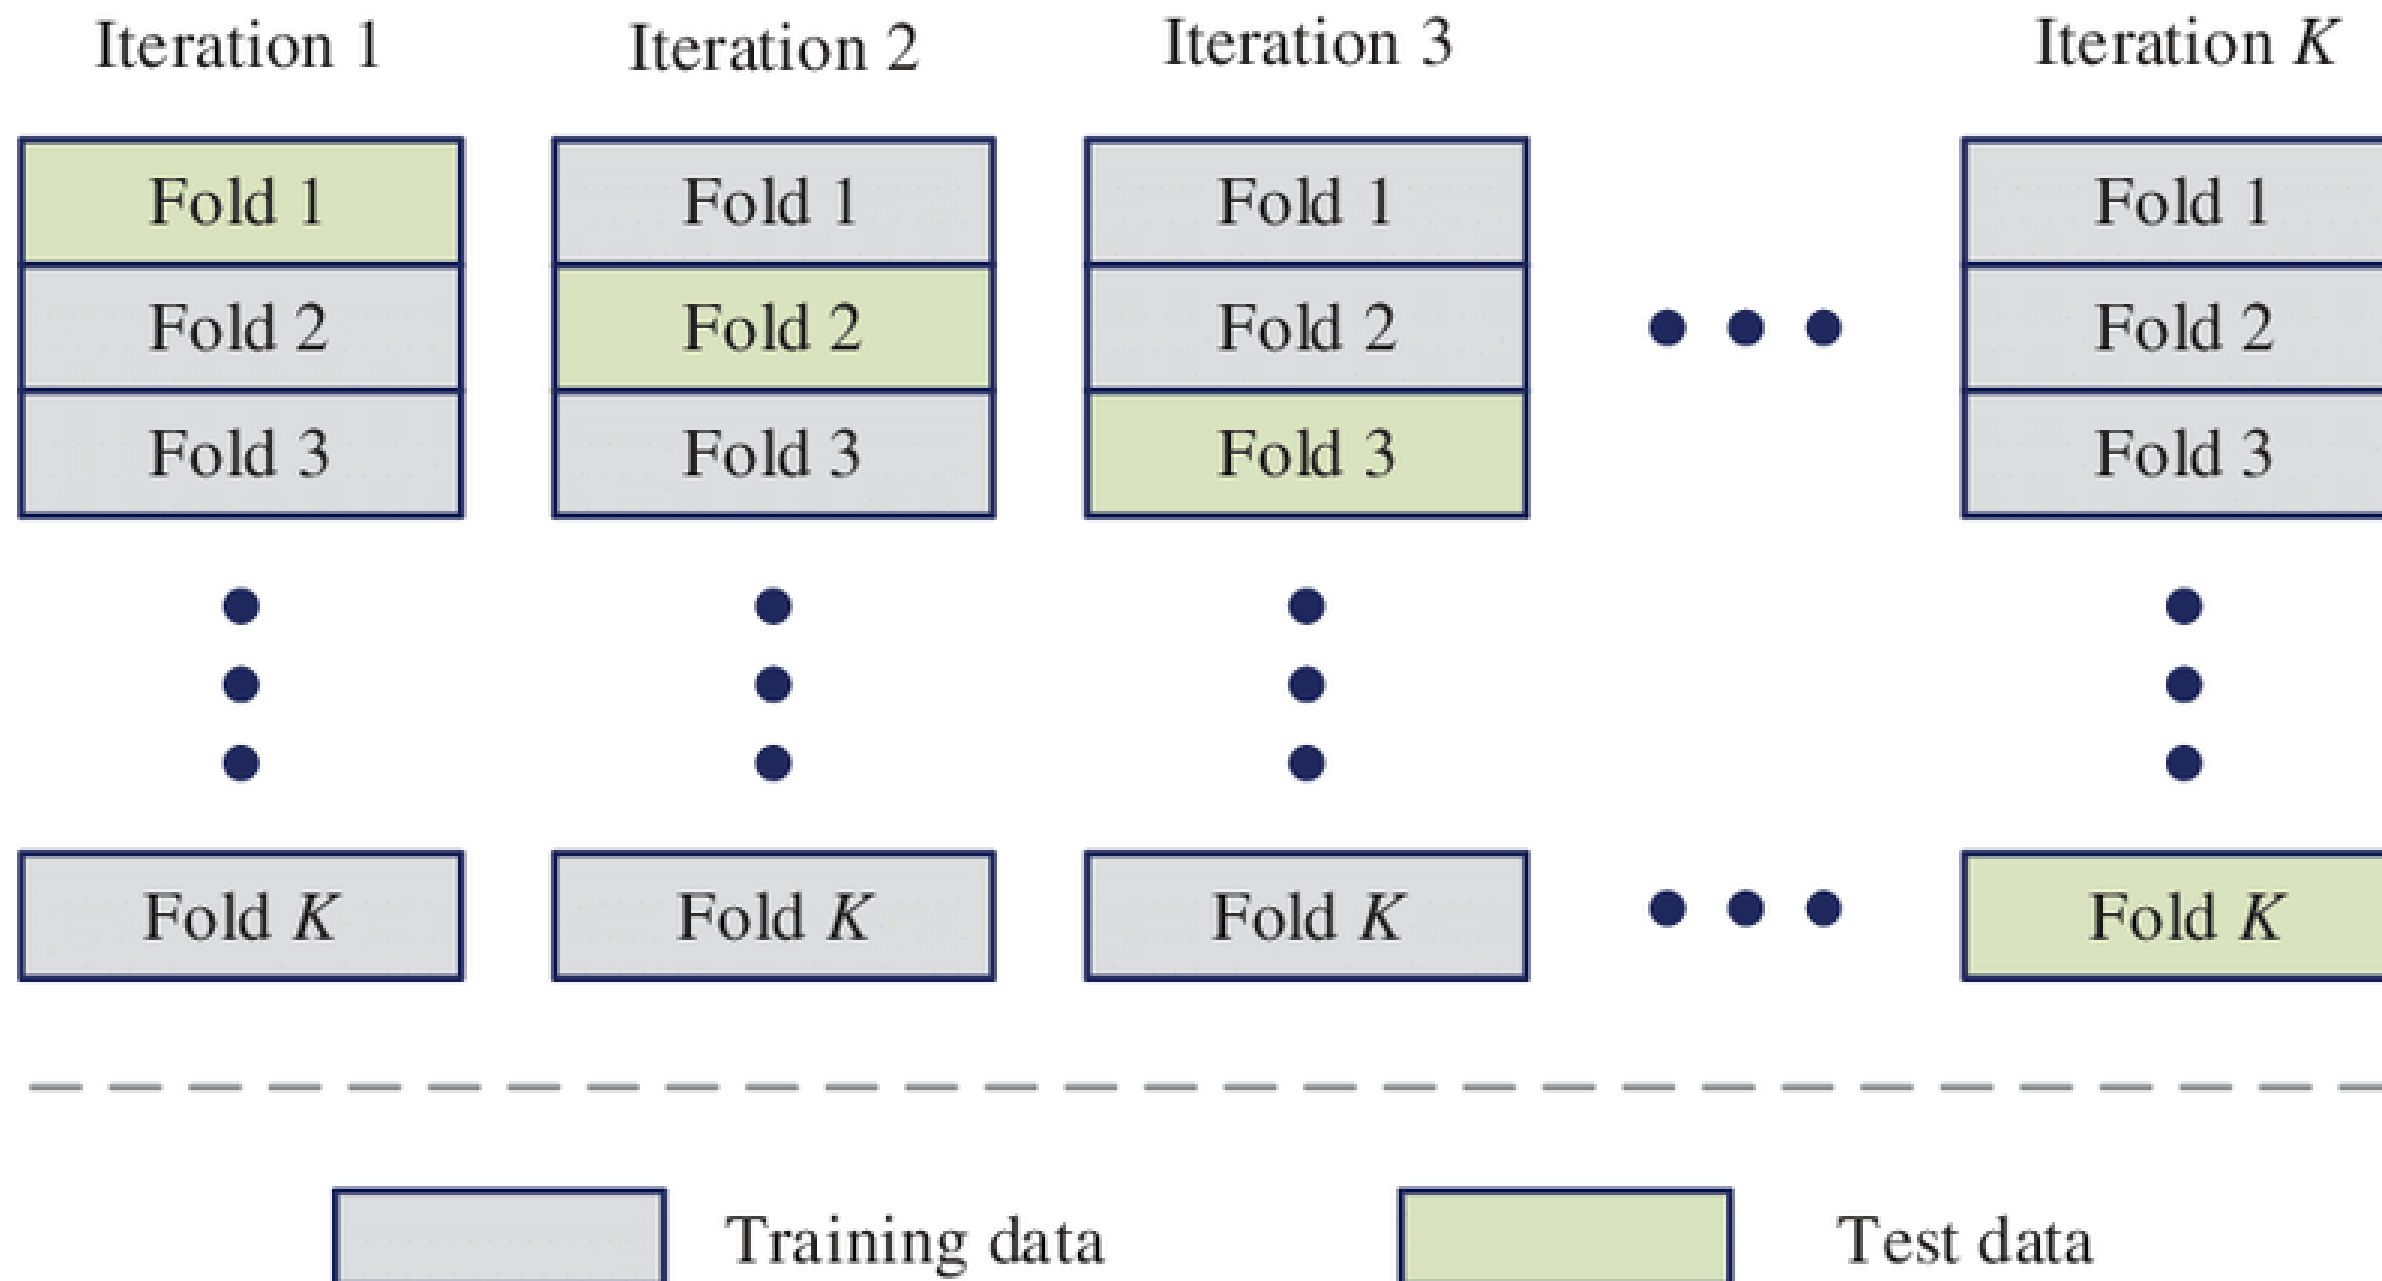 Iteration 1 Iteration 2 Iteration 3 Iteration K
Fold 1 Fold 1 Fold 1 Fold 1
Fold 2 Fold 2 Fold 2 Fold 2
Fold 3 Fold 3 Fold 3 Fold 3
Fold K Fold K Fold K Fold K
Training data Test data